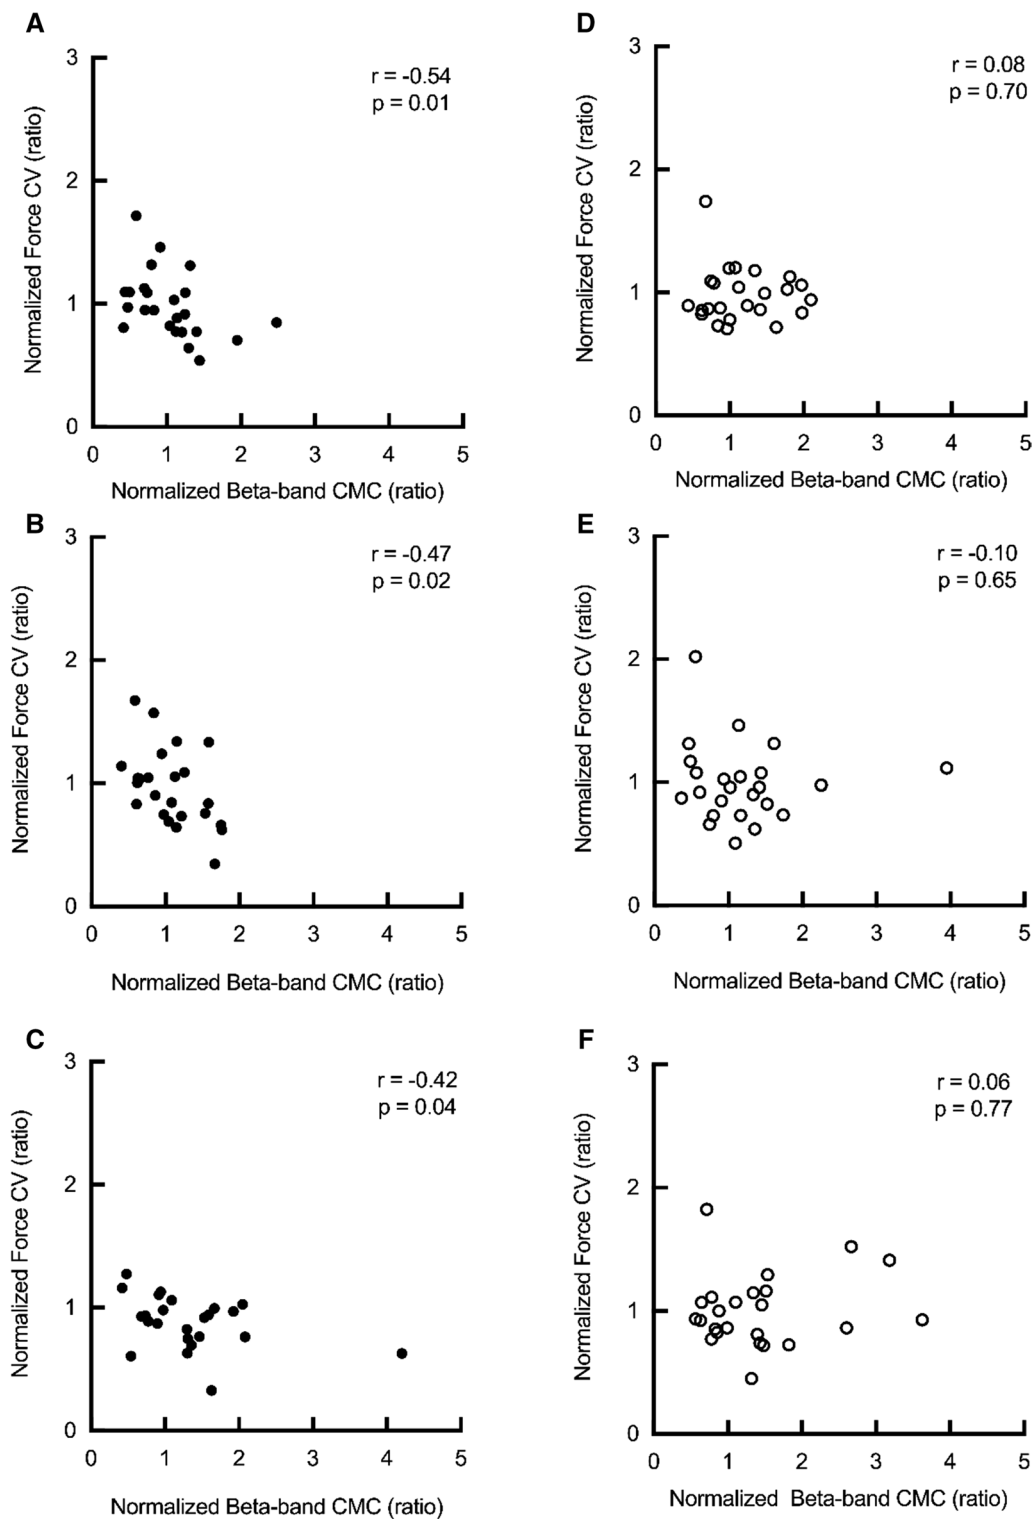 A
r = -0.54
p = 0.01
Normalized Force CV (ratio)
3
2
1
0
0 1 2 3 4 5
Normalized Beta-band CMC (ratio)
B
r = -0.47
p = 0.02
Normalized Force CV (ratio)
3
2
1
0
0 1 2 3 4 5
Normalized Beta-band CMC (ratio)
C
r = -0.42
p = 0.04
Normalized Force CV (ratio)
3
2
1
0
0 1 2 3 4 5
Normalized Beta-band CMC (ratio)
D
r = 0.08
p = 0.70
Normalized Force CV (ratio)
3
2
1
0
0 1 2 3 4 5
Normalized Beta-band CMC (ratio)
E
r = -0.10
p = 0.65
Normalized Force CV (ratio)
3
2
1
0
0 1 2 3 4 5
Normalized Beta-band CMC (ratio)
F
r = 0.06
p = 0.77
Normalized Force CV (ratio)
3
2
1
0
0 1 2 3 4 5
Normalized Beta-band CMC (ratio)